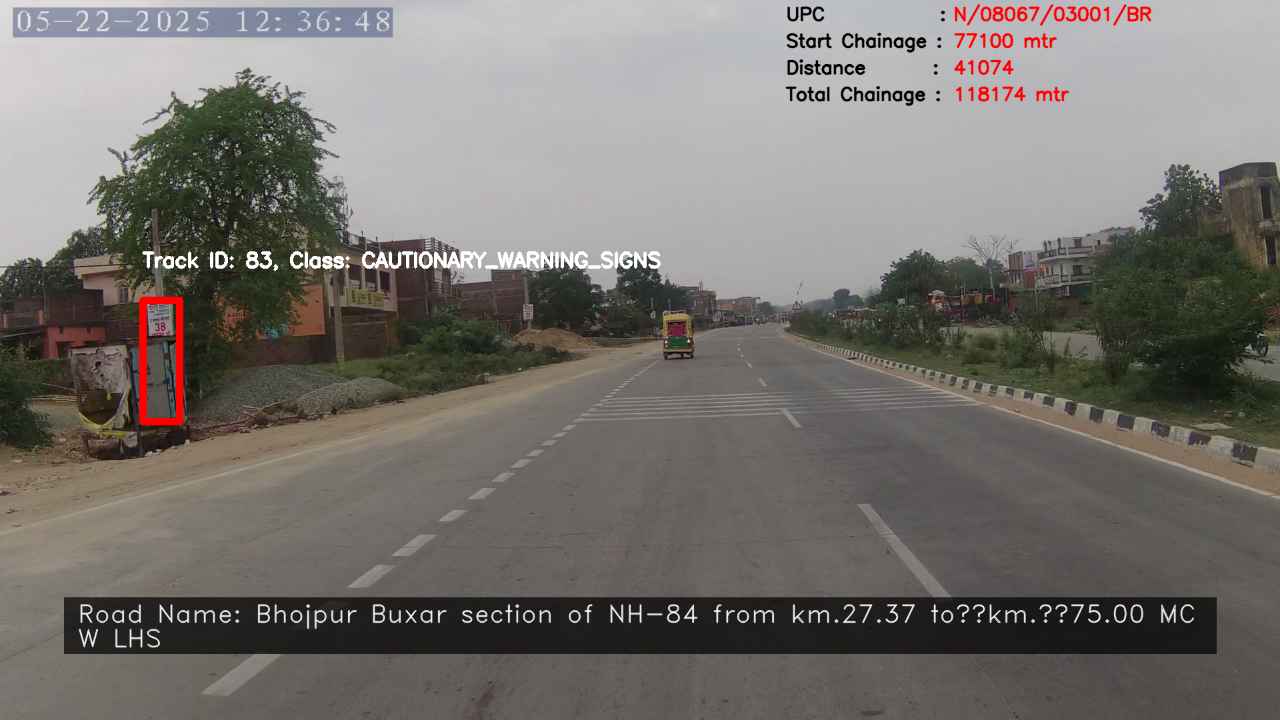 05-22-2025 12:36:48
UPC : N/08067/03001/BR
Start Chainage : 77100 mtr
Distance : 41074
Total Chainage : 118174 mtr
Track ID: 83, Class: CAUTIONARY_WARNING_SIGNS
38
Road Name: Bhojpur Buxar section of NH-84 from km.27.37 to??km.??75.00 MC
W LHS